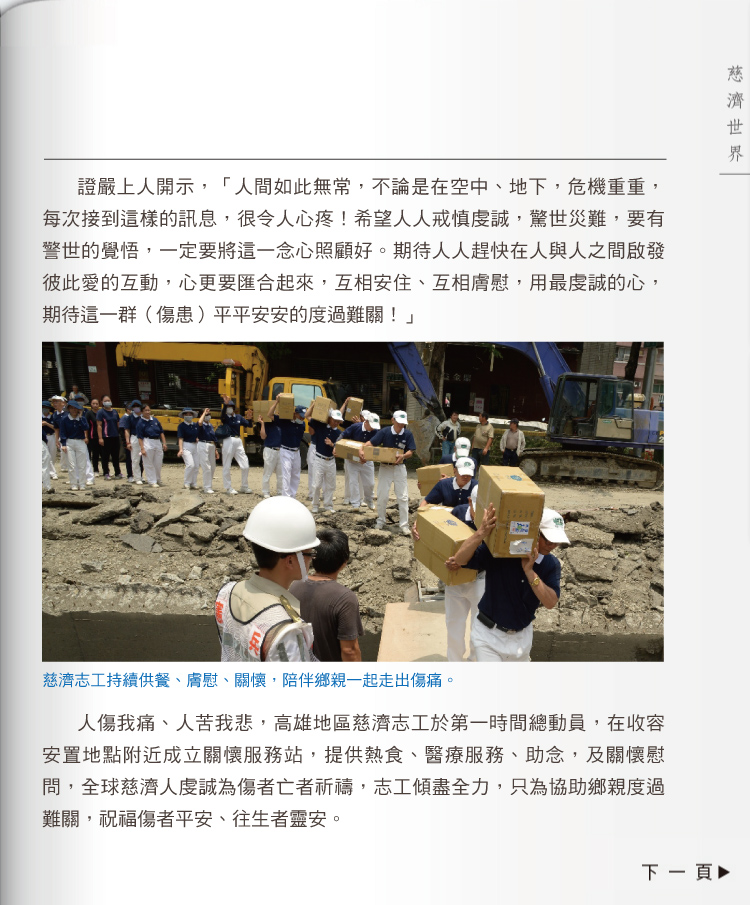 慈濟世界
證嚴上人開示，「人間如此無常，不論是在空中、地下，危機重重，
每次接到這樣的訊息，很令人心疼！希望人人戒慎虔誠，驚世災難，要有
警世的覺悟，一定要將這一念心照顧好。期待人人趕快在人與人之間啟發
彼此愛的互動，心更要匯合起來，互相安住、互相膚慰，用最虔誠的心，
期待這一群（傷患）平平安安的度過難關！」
慈濟志工持續供餐、膚慰、關懷，陪伴鄉親一起走出傷痛。
人傷我痛、人苦我悲，高雄地區慈濟志工於第一時間總動員，在收容
安置地點附近成立關懷服務站，提供熱食、醫療服務、助念，及關懷慰
問，全球慈濟人虔誠為傷者亡者祈禱，志工傾盡全力，只為協助鄉親度過
難關，祝福傷者平安、往生者靈安。
下一頁▶